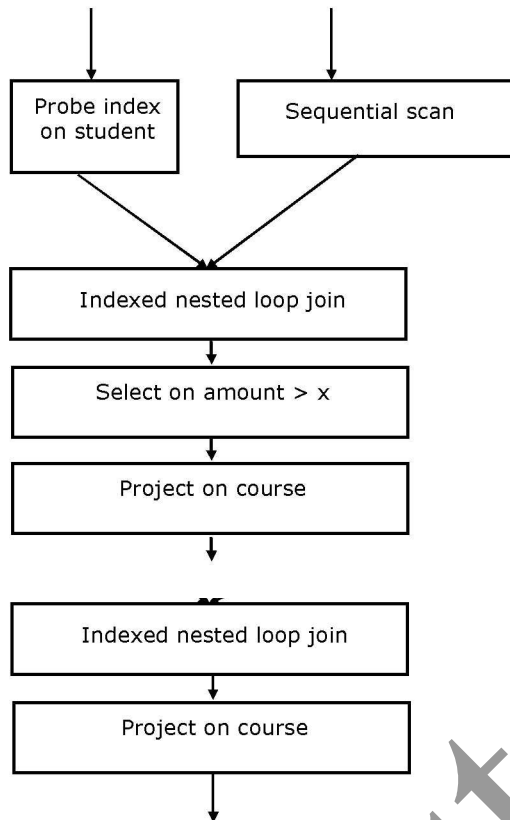 Probe index
on student
Sequential scan
Indexed nested loop join
Select on amount > x
Project on course
Indexed nested loop join
Project on course